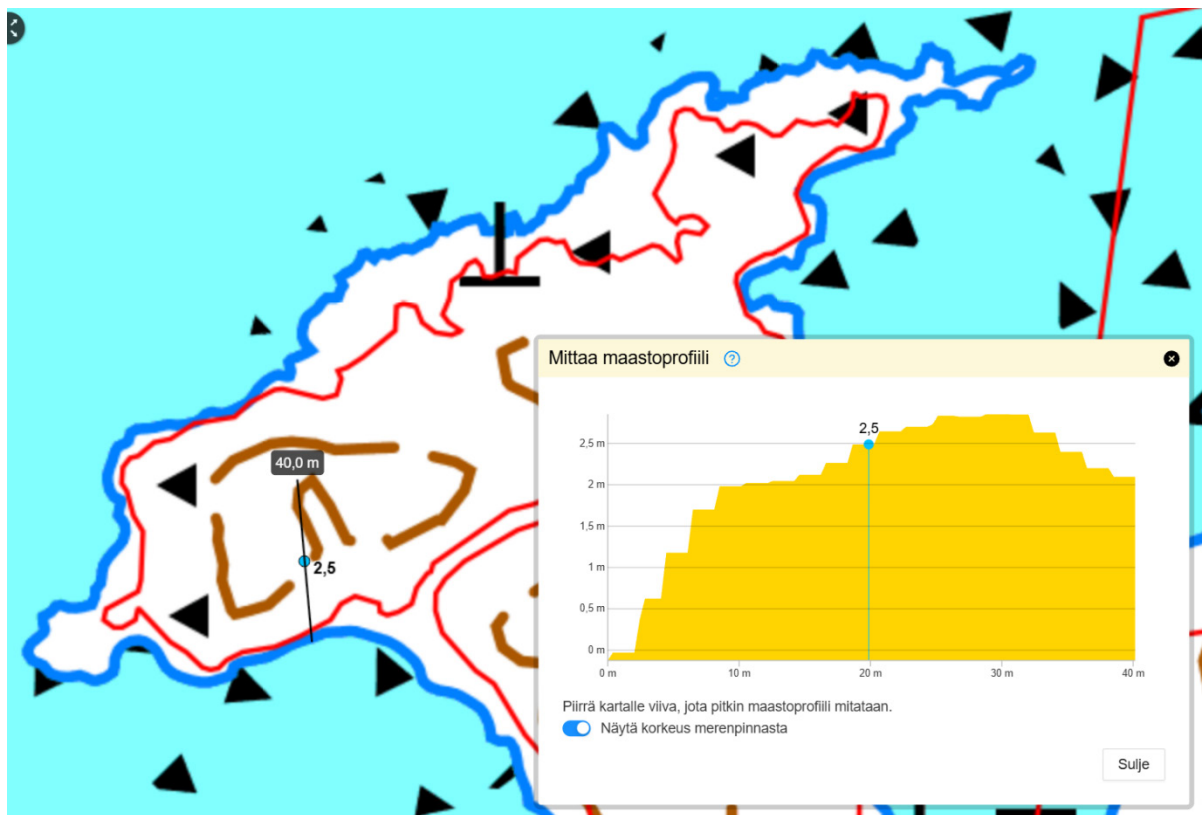 40,0 m
2,5
Mittaa maastoprofiili ?
2,5
2,5 m
2 m
1,5 m
1 m
0,5 m
0 m
0 m 10 m 20 m 30 m 40 m
Piirrä kartalle viiva, jota pitkin maastoprofiili mitataan.
Näytä korkeus merenpinnasta
Sulje